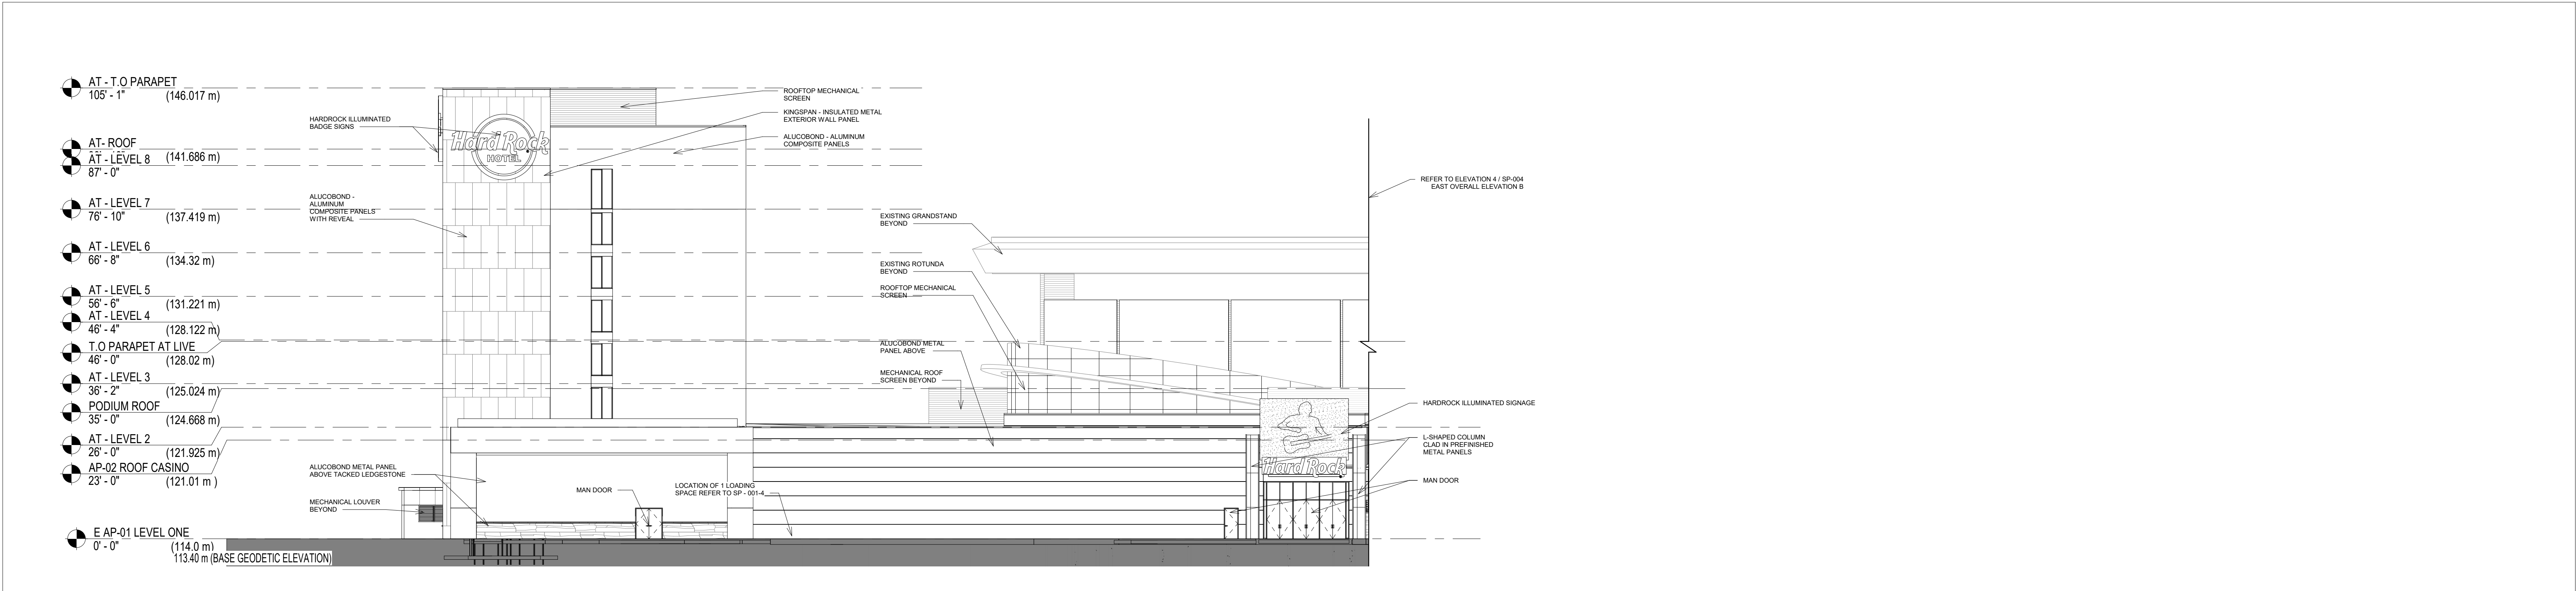 AT - T.O PARAPET
105' - 1" (146.017 m)
AT- ROOF
(141.686 m)
AT - LEVEL 8
87' - 0"
AT - LEVEL 7
76' - 10" (137.419 m)
AT - LEVEL 6
66' - 8" (134.32 m)
AT - LEVEL 5
56' - 6" (131.221 m)
AT - LEVEL 4
46' - 4" (128.122 m)
T.O PARAPET AT LIVE
46' - 0" (128.02 m)
AT - LEVEL 3
36' - 2" (125.024 m)
PODIUM ROOF
35' - 0" (124.668 m)
AT - LEVEL 2
26' - 0" (121.925 m)
AP-02 ROOF CASINO
23' - 0" (121.01 m )
E AP-01 LEVEL ONE
0' - 0" (114.0 m)
113.40 m (BASE GEODETIC ELEVATION)
HARDROCK ILLUMINATED
BADGE SIGNS
ALUCOBOND -
ALUMINUM
COMPOSITE PANELS
WITH REVEAL
ALUCOBOND METAL PANEL
ABOVE TACKED LEDGESTONE
MECHANICAL LOUVER
BEYOND
Hard Rock
HOTEL
MAN DOOR
LOCATION OF 1 LOADING
SPACE REFER TO SP - 001-4
ROOFTOP MECHANICAL
SCREEN
KINGSPAN - INSULATED METAL
EXTERIOR WALL PANEL
ALUCOBOND - ALUMINUM
COMPOSITE PANELS
EXISTING GRANDSTAND
BEYOND
EXISTING ROTUNDA
BEYOND
ROOFTOP MECHANICAL
SCREEN
ALUCOBOND METAL
PANEL ABOVE
MECHANICAL ROOF
SCREEN BEYOND
Hard Rock
REFER TO ELEVATION 4 / SP-004
EAST OVERALL ELEVATION B
HARDROCK ILLUMINATED SIGNAGE
L-SHAPED COLUMN
CLAD IN PREFINISHED
METAL PANELS
MAN DOOR